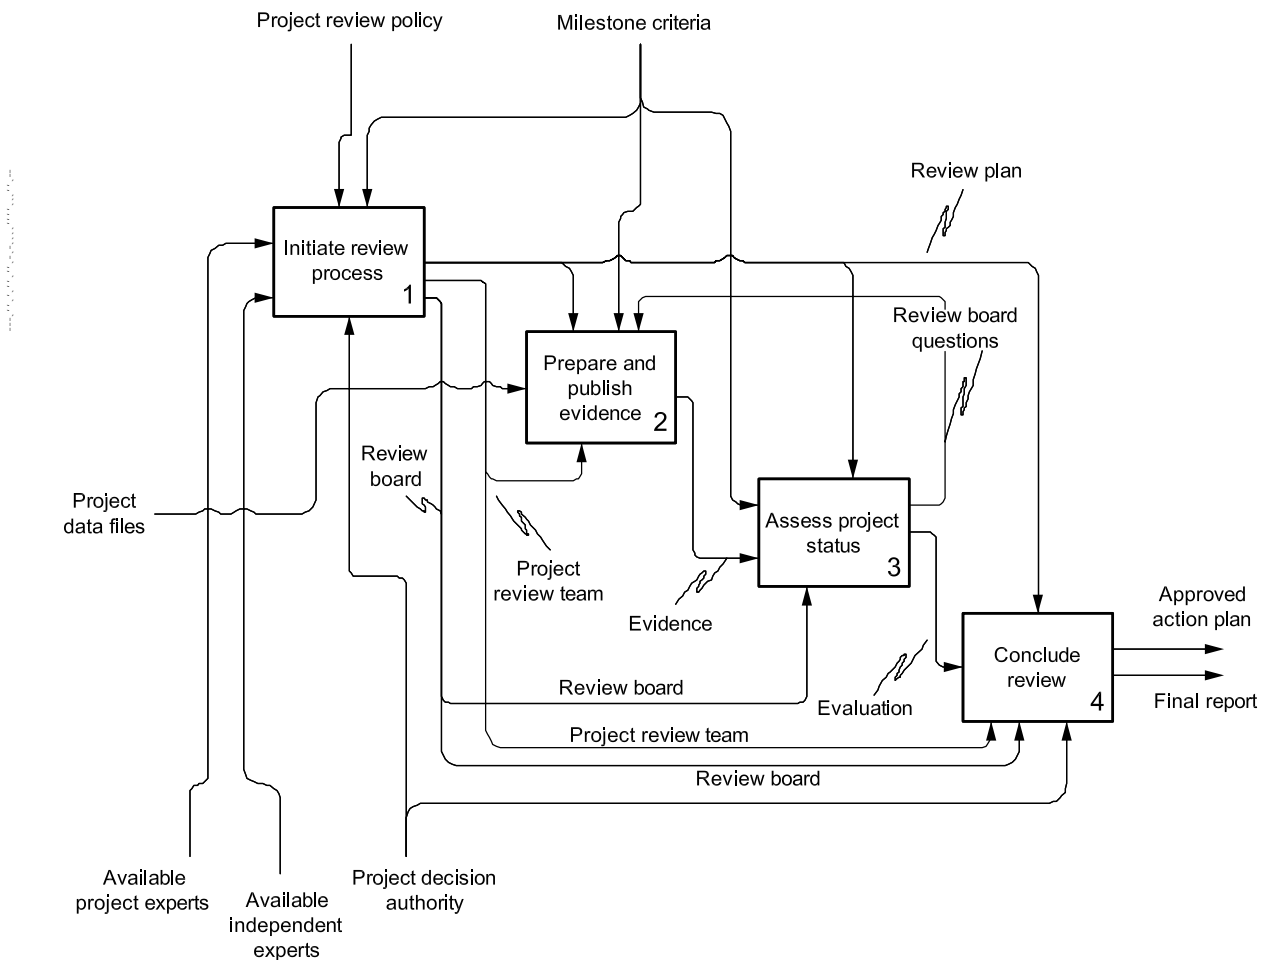 Project review policy
Milestone criteria
Review plan
Initiate review
process
1
Review board
questions
Prepare and
publish
evidence
2
Review
board
Project
data files
Assess project
status
3
Project
review team
Evidence
Approved
action plan
Conclude
review
4
Review board
Evaluation
Final report
Project review team
Review board
Available
project experts
Project decision
authority
Available
independent
experts